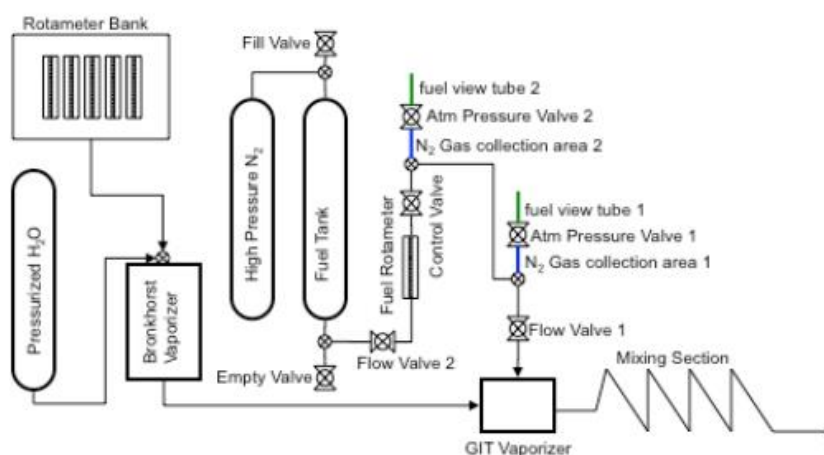 Rotameter Bank
Fill Valve
fuel view tube 2
Atm Pressure Valve 2
N₂ Gas collection area 2
Pressurized H₂O
High Pressure N₂
Fuel Tank
Fuel Rotameter
Control Valve
fuel view tube 1
Atm Pressure Valve 1
N₂ Gas collection area 1
Bronkhorst
Vaporizer
Flow Valve 1
Flow Valve 2
Mixing Section
Empty Valve
GIT Vaporizer